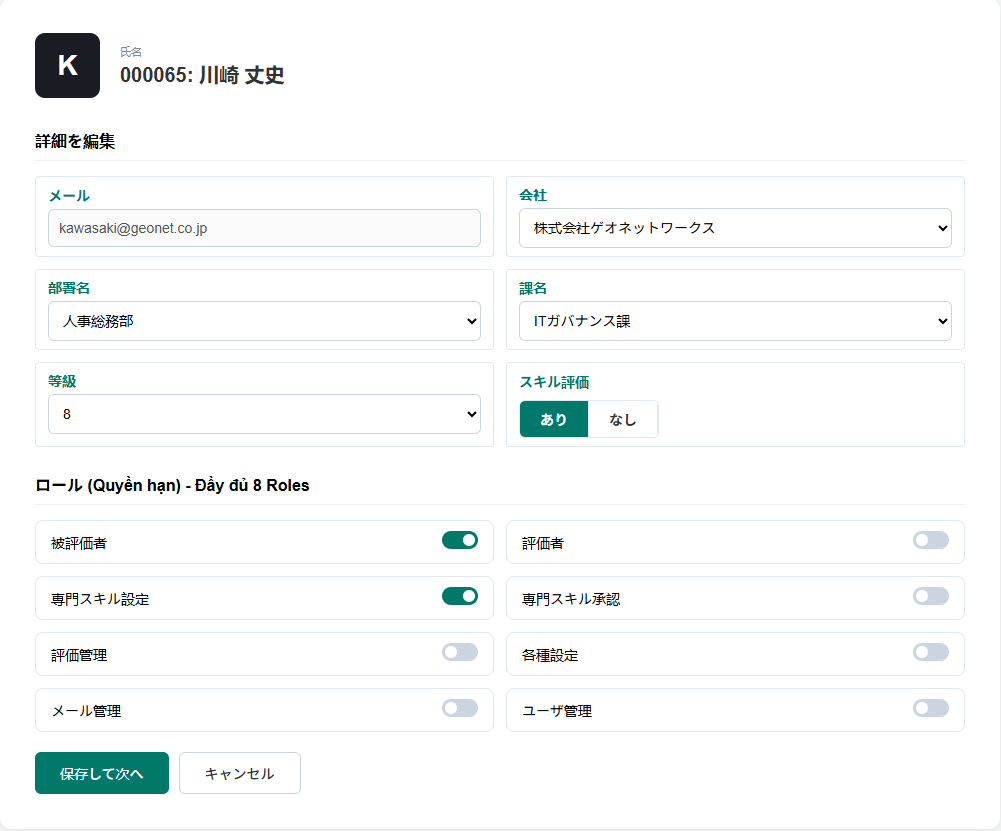 K
氏名
000065: 川崎 丈史
詳細を編集
メール
kawasaki@geonet.co.jp
会社
株式会社ゲオネットワークス
部署名
人事総務部
課名
ITガバナンス課
等級
8
スキル評価
あり なし
ロール (Quyền hạn) - Đầy đủ 8 Roles
被評価者
評価者
専門スキル設定
専門スキル承認
評価管理
各種設定
メール管理
ユーザ管理
保存して次へ キャンセル